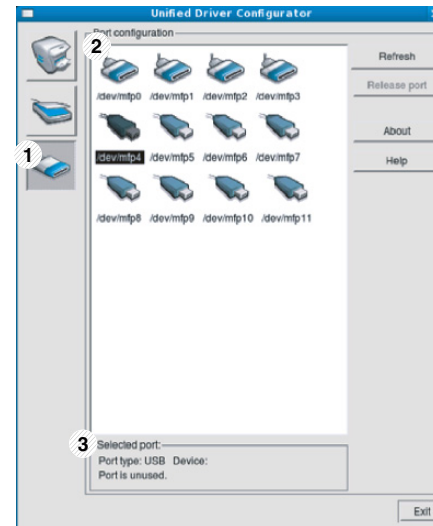 Unified Driver Configurator
Port configuration
2
/dev/mfp0 /dev/mfp1 /dev/mfp2 /dev/mfp3
/dev/mfp4 /dev/mfp5 /dev/mfp6 /dev/mfp7
/dev/mfp8 /dev/mfp9 /dev/mfp10 /dev/mfp11
1
Refresh
Release port
About
Help
3
Selected port:
Port type: USB Device:
Port is unused.
Exit